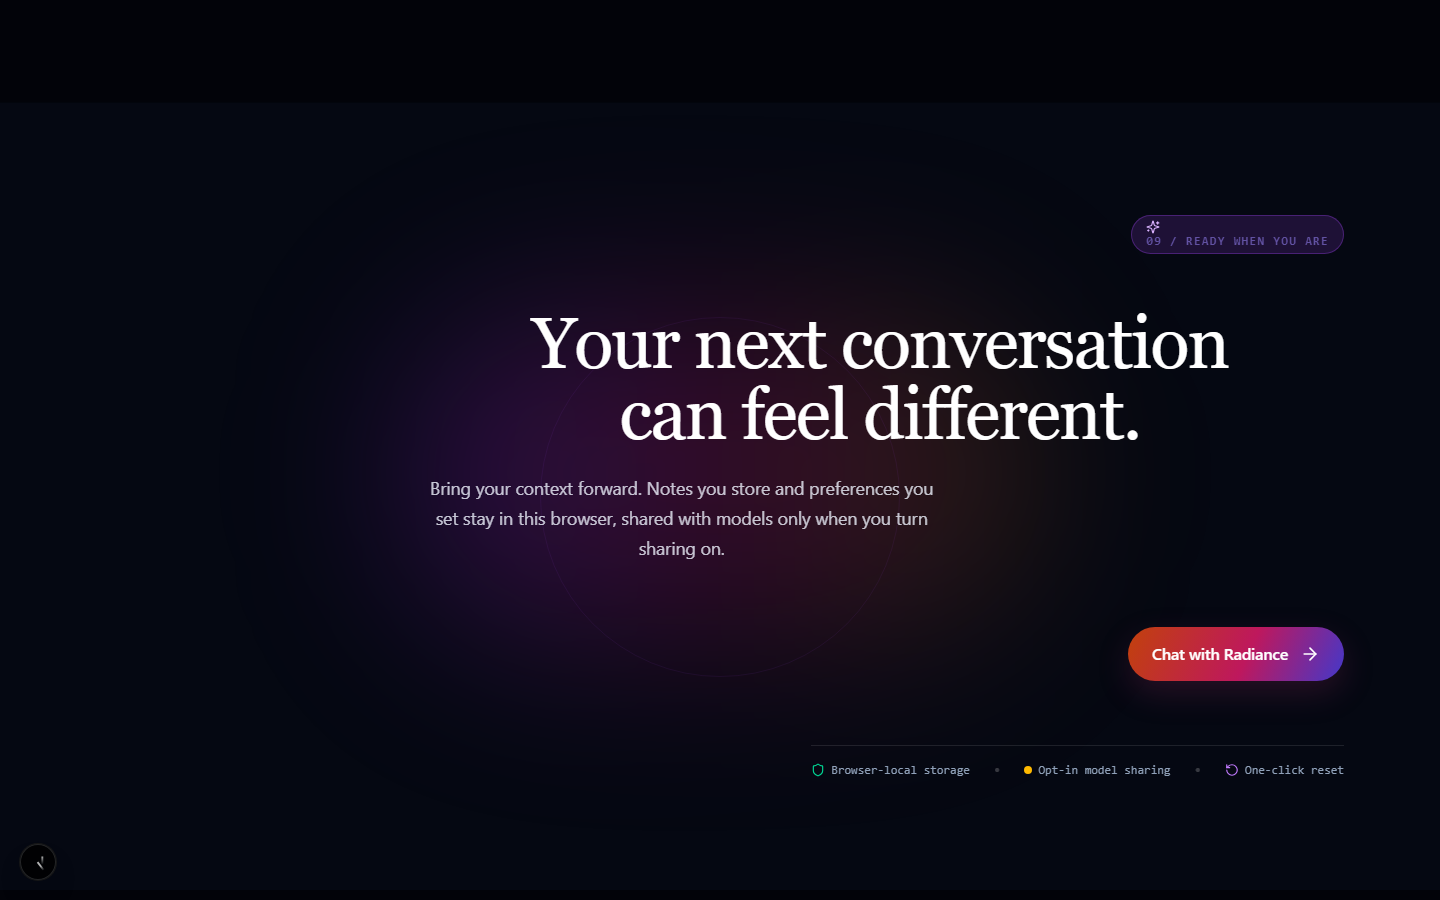 09 / READY WHEN YOU ARE
Your next conversation
can feel different.
Bring your context forward. Notes you store and preferences you
set stay in this browser, shared with models only when you turn
sharing on.
Chat with Radiance
Browser-local storage
Opt-in model sharing
One-click reset